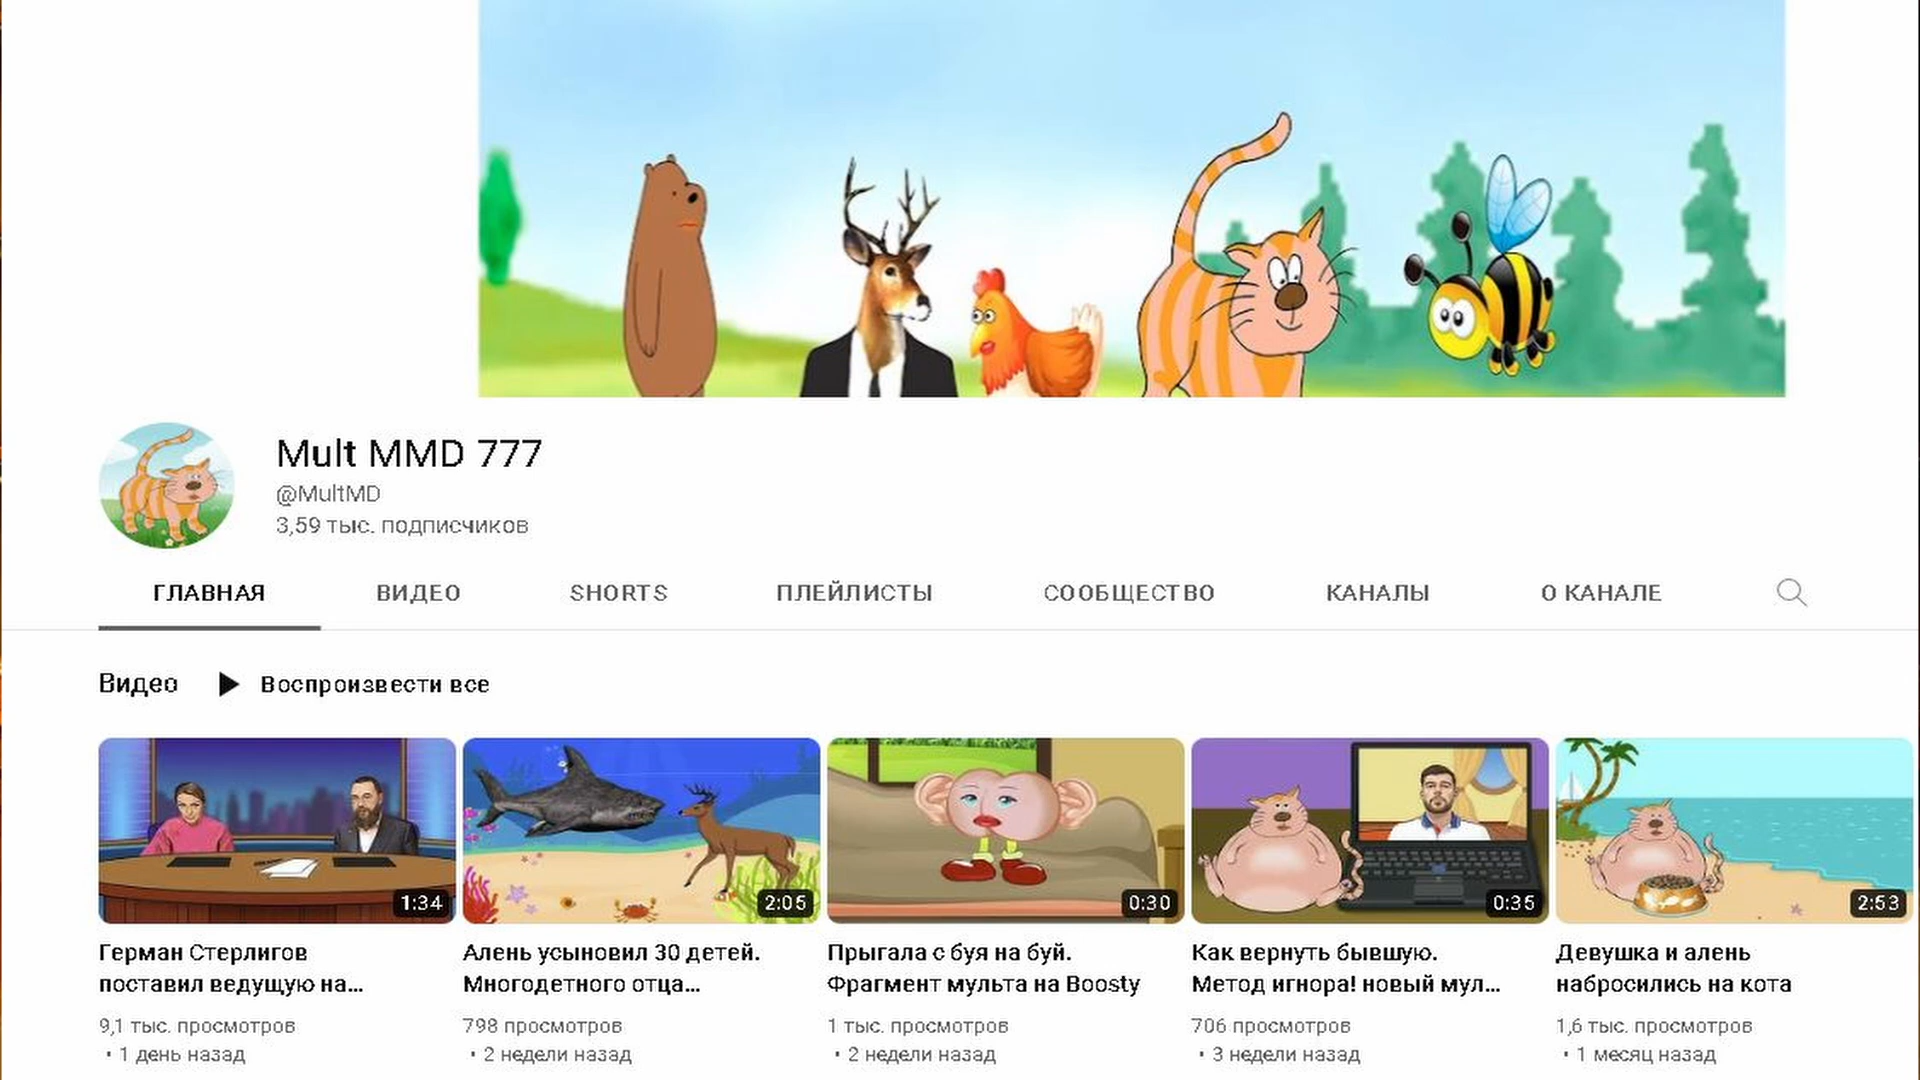 Mult MMD 777
@MultMD
3,59 тыс. подписчиков
ГЛАВНАЯ ВИДЕО SHORTS ПЛЕЙЛИСТЫ СООБЩЕСТВО КАНАЛЫ О КАНАЛЕ
Видео Воспроизвести все
1:34 2:05 0:30 0:35 2:53
Герман Стерлигов
поставил ведущую на...
9,1 тыс. просмотров
• 1 день назад
Алень усыновил 30 детей.
Многодетного отца...
798 просмотров
• 2 недели назад
Прыгала с буя на буй.
Фрагмент мульта на Boosty
1 тыс. просмотров
• 2 недели назад
Как вернуть бывшую.
Метод игнора! новый мул...
706 просмотров
• 3 недели назад
Девушка и алень
набросились на кота
1,6 тыс. просмотров
• 1 месяц назад